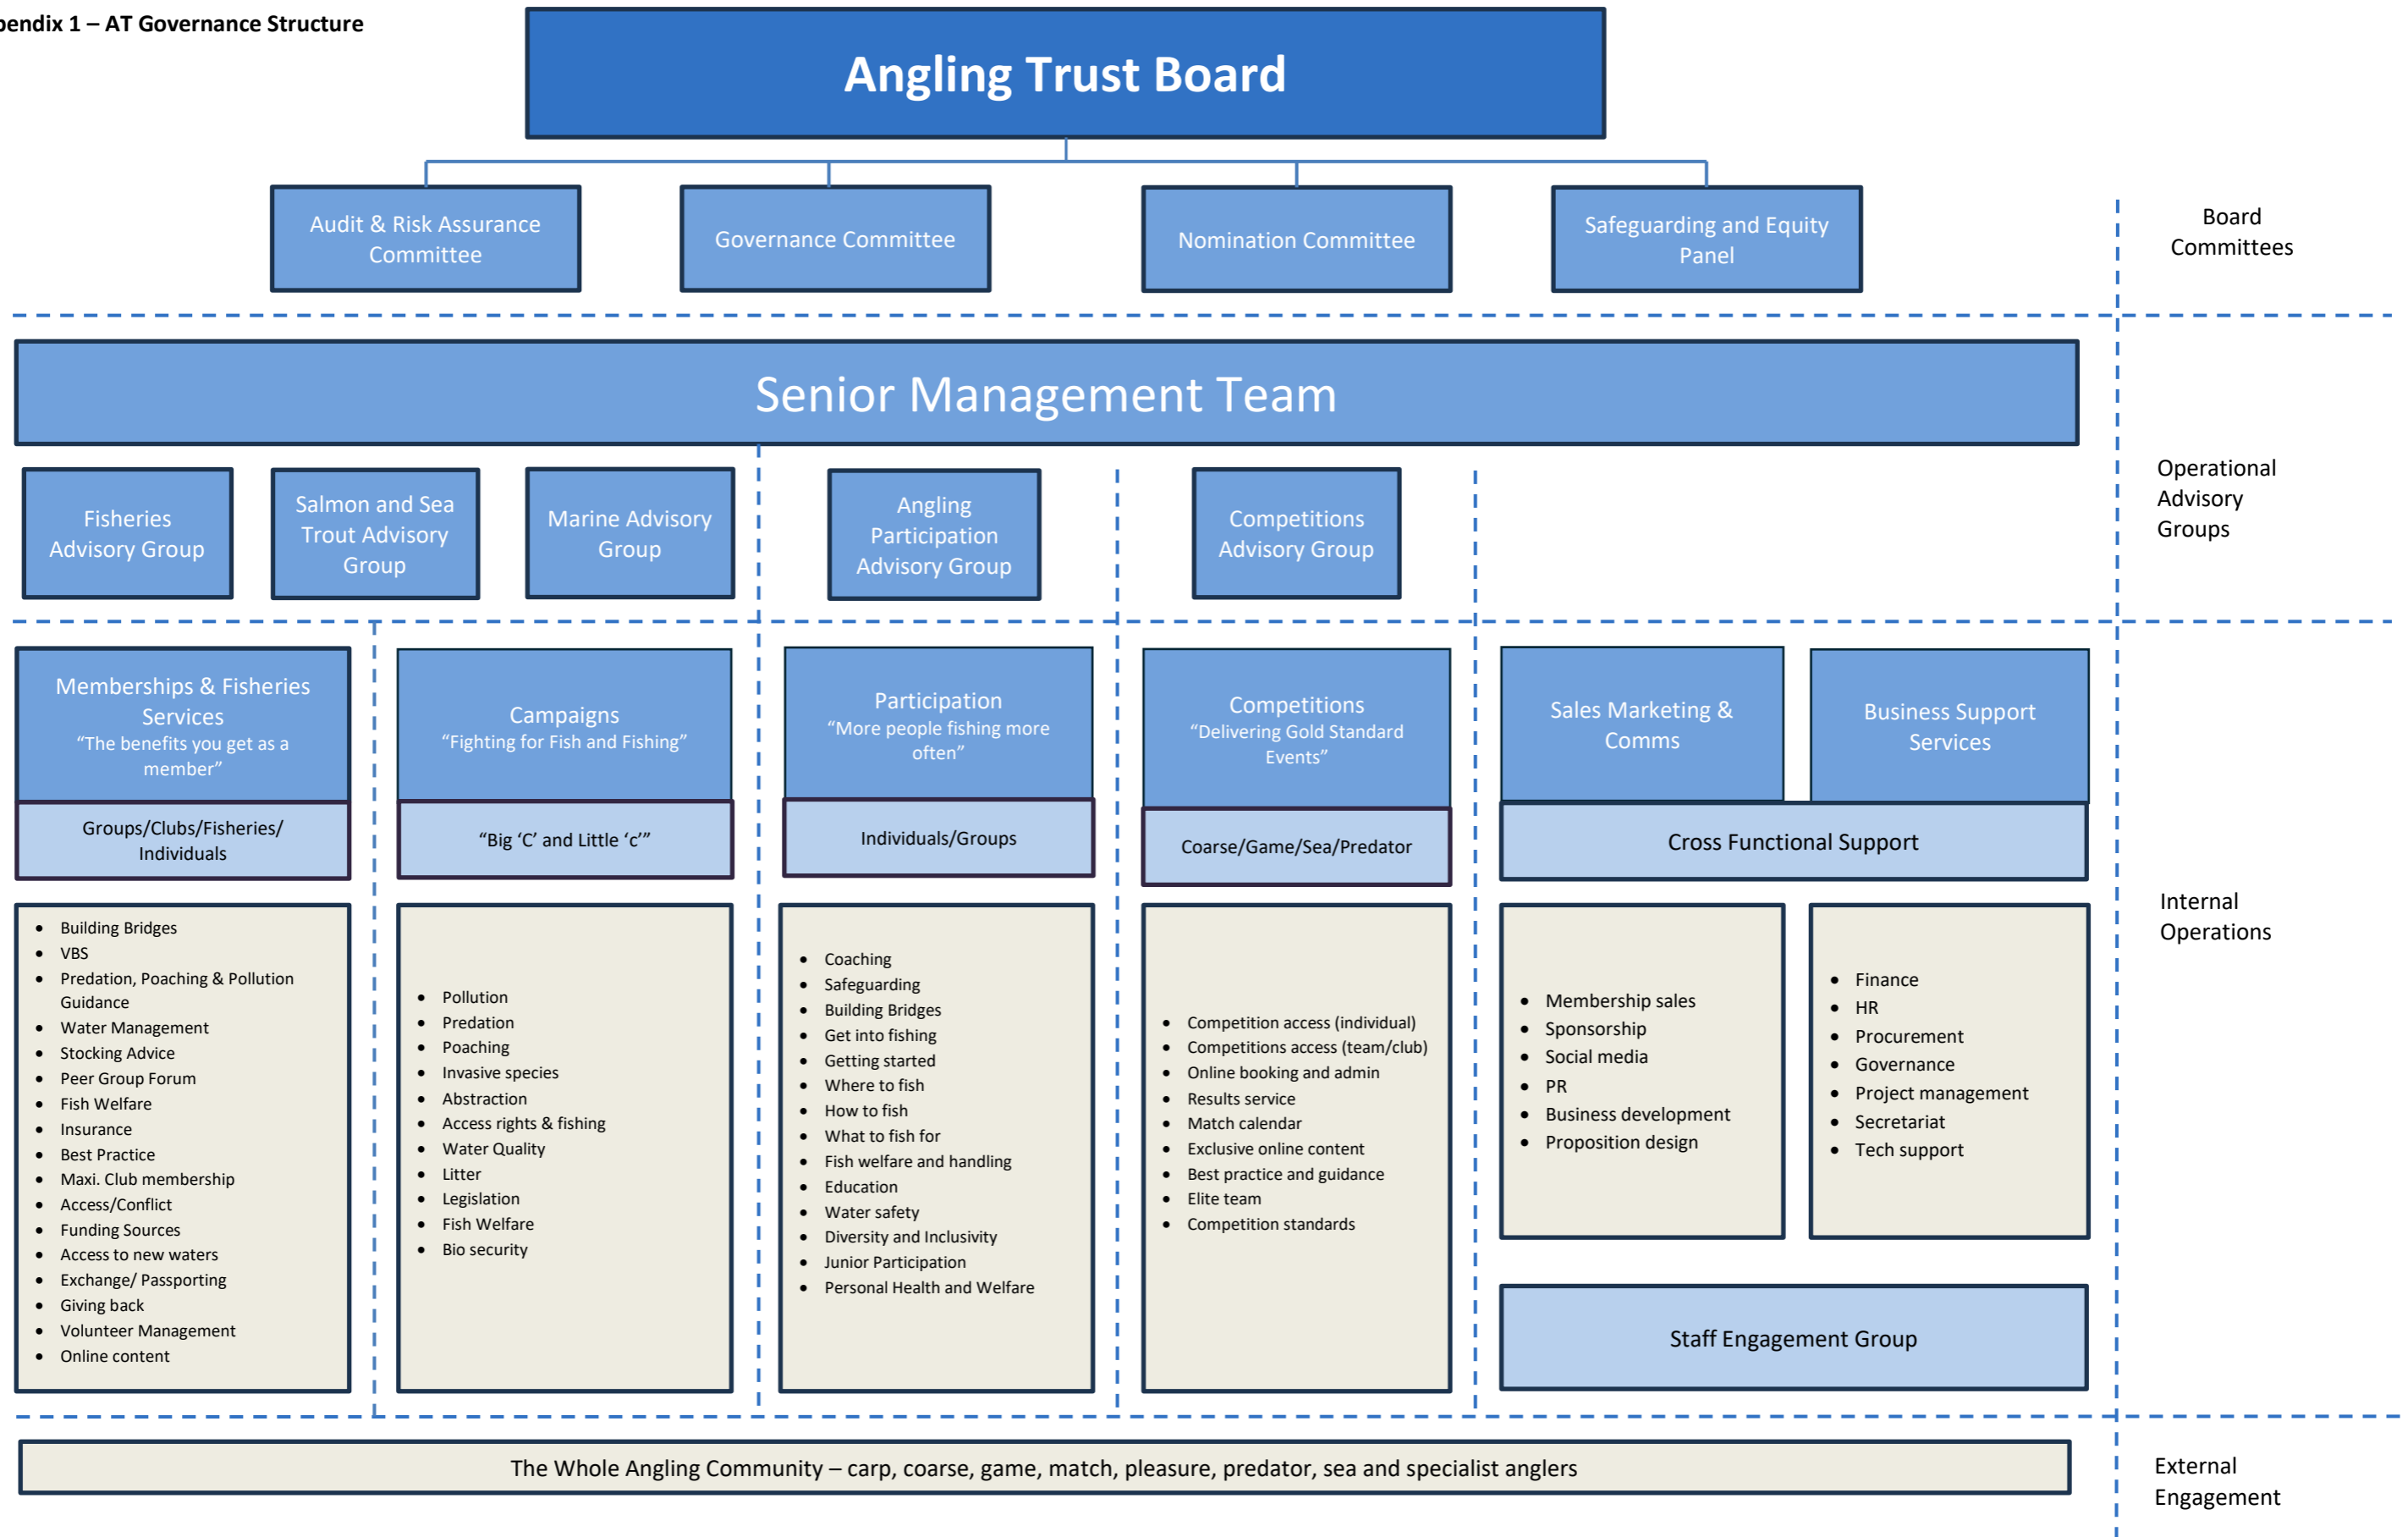 pendix 1 – AT Governance Structure
Angling Trust Board
Audit & Risk Assurance
Committee
Governance Committee
Nomination Committee
Safeguarding and Equity
Panel
Board
Committees
Senior Management Team
Fisheries
Advisory Group
Salmon and Sea
Trout Advisory
Group
Marine Advisory
Group
Angling
Participation
Advisory Group
Competitions
Advisory Group
Operational
Advisory
Groups
Memberships & Fisheries
Services
“The benefits you get as a
member”
Groups/Clubs/Fisheries/
Individuals
• Building Bridges
• VBS
• Predation, Poaching & Pollution
Guidance
• Water Management
• Stocking Advice
• Peer Group Forum
• Fish Welfare
• Insurance
• Best Practice
• Maxi. Club membership
• Access/Conflict
• Funding Sources
• Access to new waters
• Exchange/ Passporting
• Giving back
• Volunteer Management
• Online content
Campaigns
“Fighting for Fish and Fishing”
“Big ‘C’ and Little ‘c’”
• Pollution
• Predation
• Poaching
• Invasive species
• Abstraction
• Access rights & fishing
• Water Quality
• Litter
• Legislation
• Fish Welfare
• Bio security
Participation
“More people fishing more
often”
Individuals/Groups
• Coaching
• Safeguarding
• Building Bridges
• Get into fishing
• Getting started
• Where to fish
• How to fish
• What to fish for
• Fish welfare and handling
• Education
• Water safety
• Diversity and Inclusivity
• Junior Participation
• Personal Health and Welfare
Competitions
“Delivering Gold Standard
Events”
Coarse/Game/Sea/Predator
• Competition access (individual)
• Competitions access (team/club)
• Online booking and admin
• Results service
• Match calendar
• Exclusive online content
• Best practice and guidance
• Elite team
• Competition standards
Sales Marketing &
Comms
Business Support
Services
Cross Functional Support
• Membership sales
• Sponsorship
• Social media
• PR
• Business development
• Proposition design
• Finance
• HR
• Procurement
• Governance
• Project management
• Secretariat
• Tech support
Staff Engagement Group
Internal
Operations
The Whole Angling Community – carp, coarse, game, match, pleasure, predator, sea and specialist anglers
External
Engagement